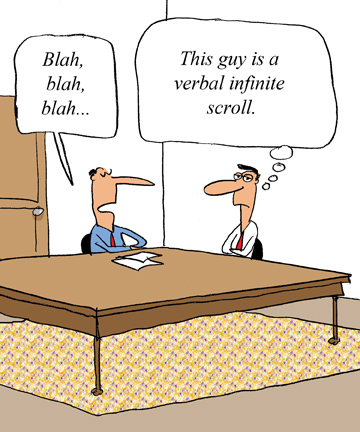 Blah,
blah,
blah...
This guy is a
verbal infinite
scroll.